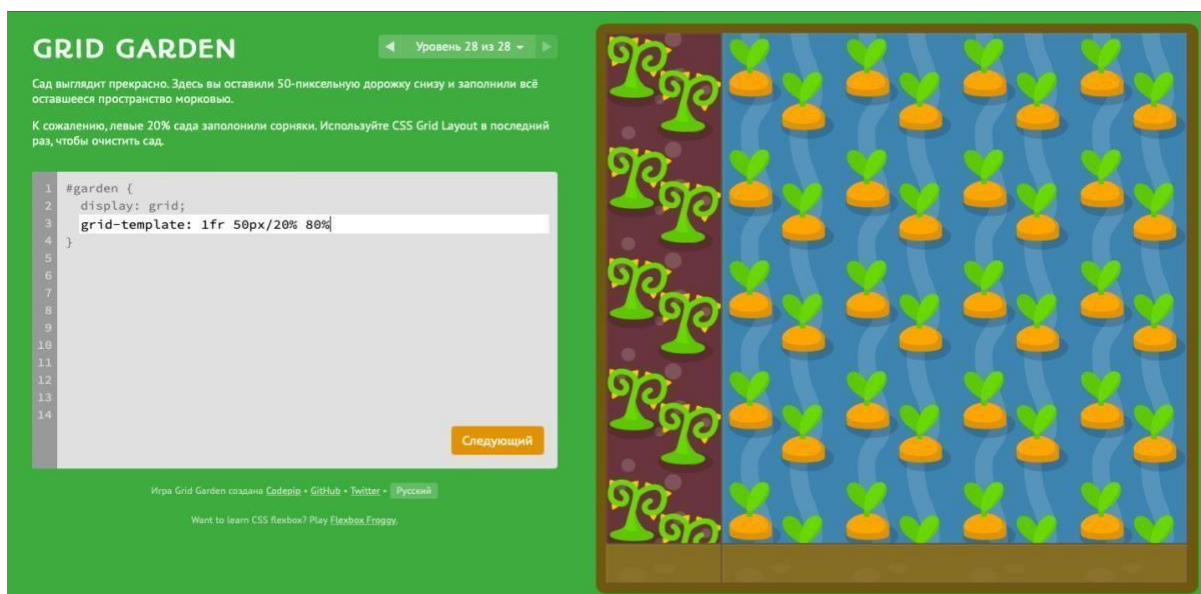 GRID GARDEN
Уровень 28 из 28
Сад выглядит прекрасно. Здесь вы оставили 50-пиксельную дорожку снизу и заполнили всё
оставшееся пространство морковью.
К сожалению, левые 20% сада заполонили сорняки. Используйте CSS Grid Layout в последний
раз, чтобы очистить сад.
1 #garden {
2 display: grid;
3 grid-template: 1fr 50px/20% 80%
4 }
5
6
7
8
9
10
11
12
13
14
Следующий
Игра Grid Garden создана Codepip • GitHub • Twitter • Русский
Want to learn CSS flexbox? Play Flexbox Froggy.